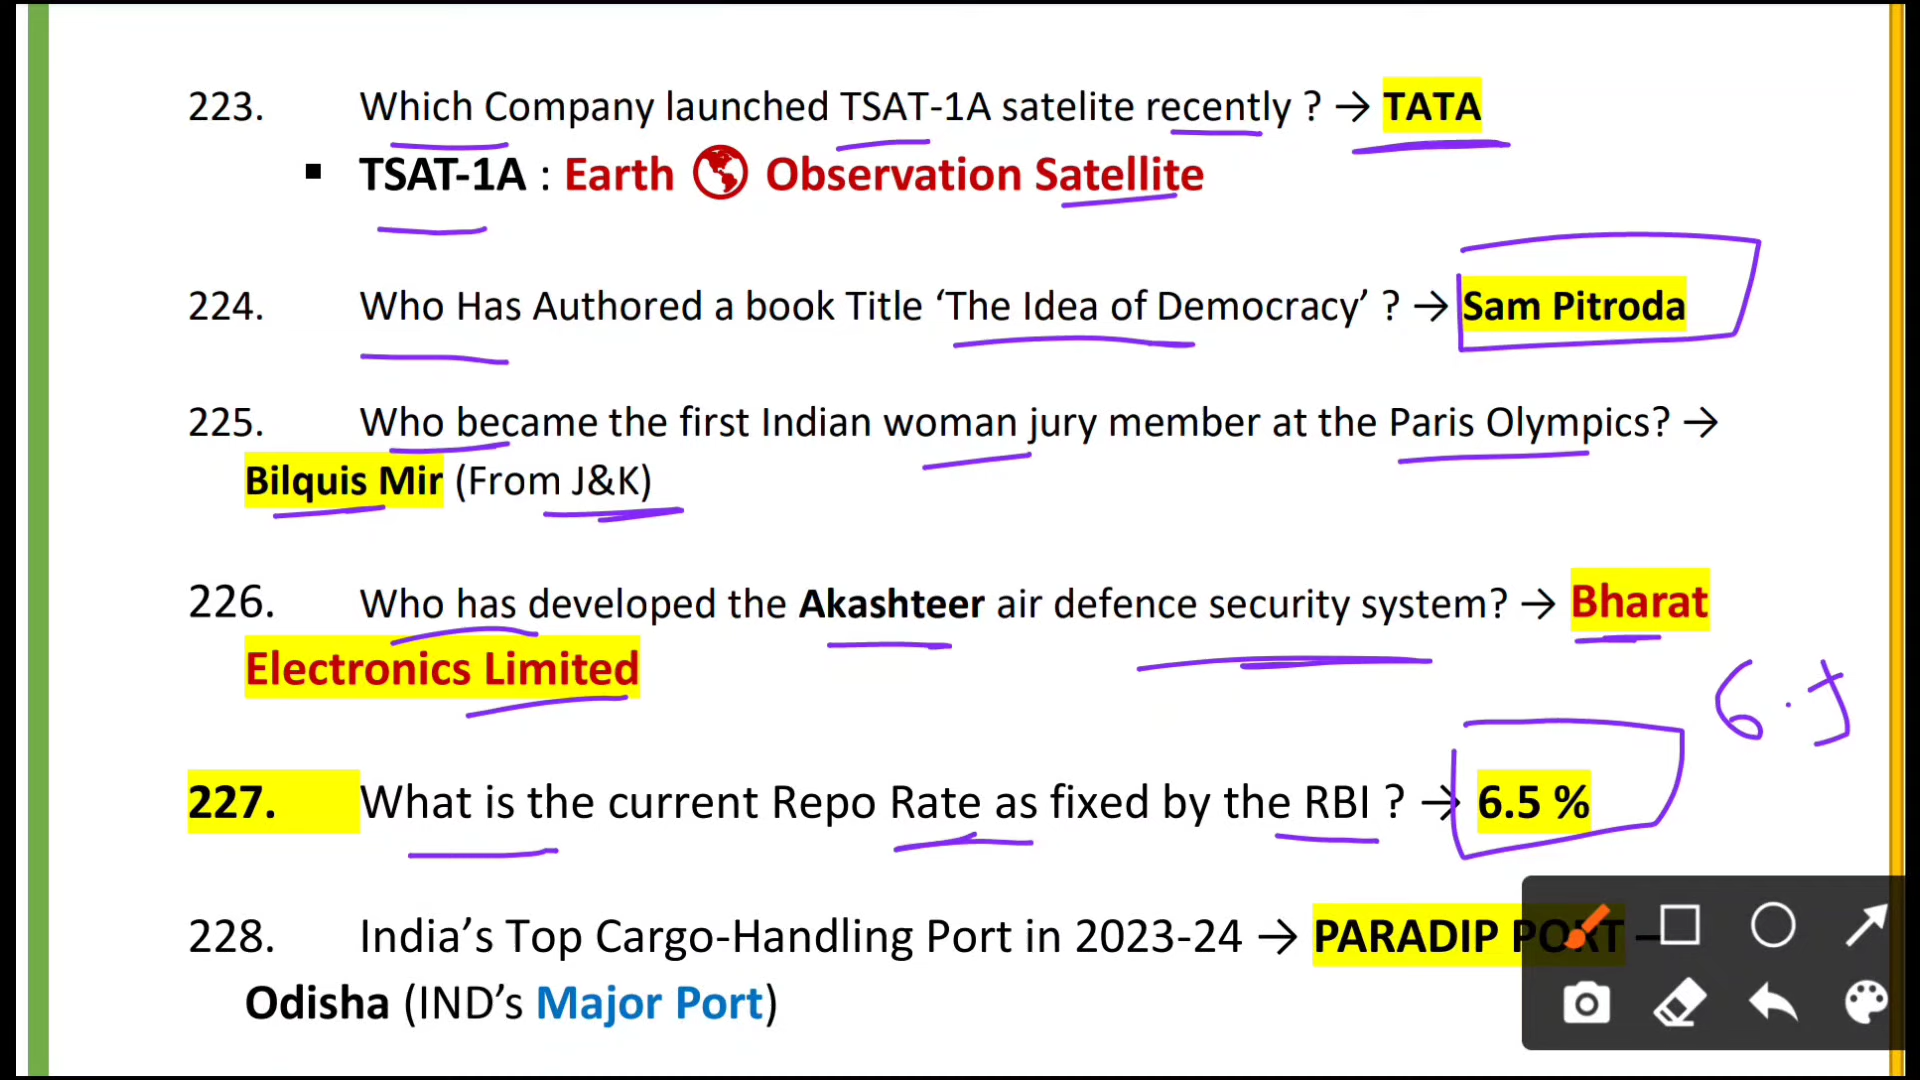 223. Which Company launched TSAT-1A satelite recently ? → TATA
▪ TSAT-1A : Earth 🌎 Observation Satellite
224. Who Has Authored a book Title ‘The Idea of Democracy’ ? → Sam Pitroda
225. Who became the first Indian woman jury member at the Paris Olympics? →
Bilquis Mir (From J&K)
226. Who has developed the Akashteer air defence security system? → Bharat
Electronics Limited
6.5
227. What is the current Repo Rate as fixed by the RBI ? → 6.5 %
228. India’s Top Cargo-Handling Port in 2023-24 → PARADIP PORT –
Odisha (IND’s Major Port)